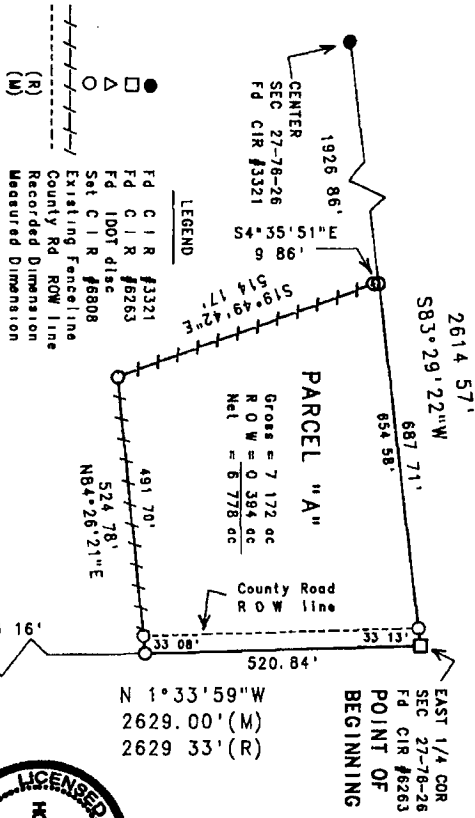 2614 57'
S83°29'22"W
687 71'
654 58'
1926 86'
CENTER
SEC 27-78-26
Fd CIR #3321
S4°35'51"E
9 86'
S19°49'42"E
514 17'
PARCEL "A"
Gross = 7 172 ac
R O W = 0 394 ac
Net = 6 778 ac
County Road
R O W line
33 13'
33 08'
520.84'
491 70'
524 78'
N84°26'21"E
EAST 1/4 COR
SEC 27-78-26
Fd CIR #6263
POINT OF
BEGINNING
N 1°33'59"W
2629.00'(M)
2629 33'(R)
16'
LEGEND
Fd C I R #3321
Fd C I R #6263
Fd IDOT disc
Set C I R #6808
Existing Fenceline
County Rd ROW line
(R) Recorded Dimension
(M) Measured Dimension
LICENSED